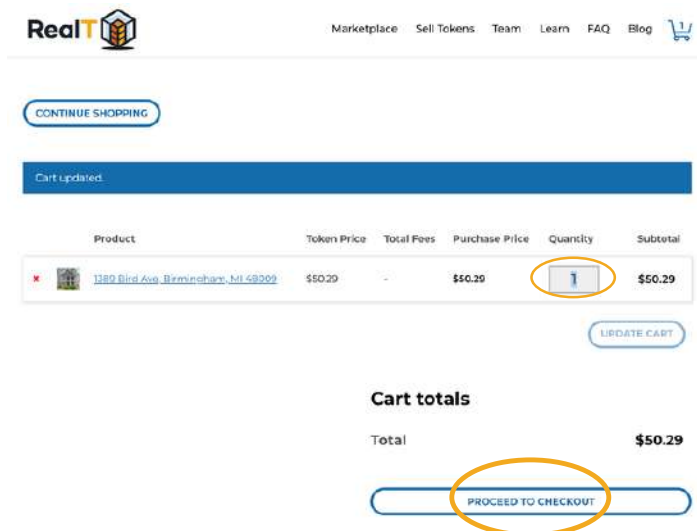 RealT
Marketplace Sell Tokens Team Learn FAQ Blog 1
CONTINUE SHOPPING
Cart updated.
Product Token Price Total Fees Purchase Price Quantity Subtotal
× 1389 Bird Ave, Birmingham, MI 48009 $50.29 - $50.29 1 $50.29
UPDATE CART
Cart totals
Total $50.29
PROCEED TO CHECKOUT